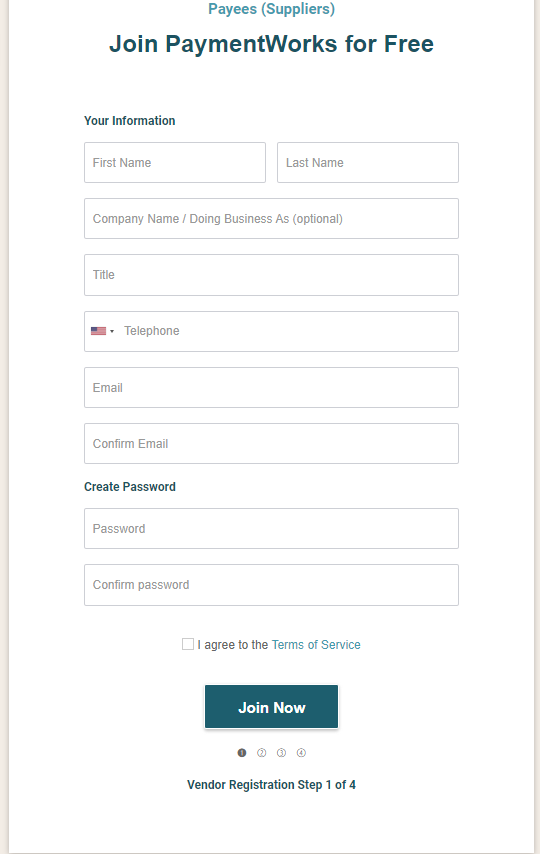 Payees (Suppliers)
Join PaymentWorks for Free
Your Information
First Name
Last Name
Company Name / Doing Business As (optional)
Title
Telephone
Email
Confirm Email
Create Password
Password
Confirm password
I agree to the Terms of Service
Join Now
1 2 3 4
Vendor Registration Step 1 of 4